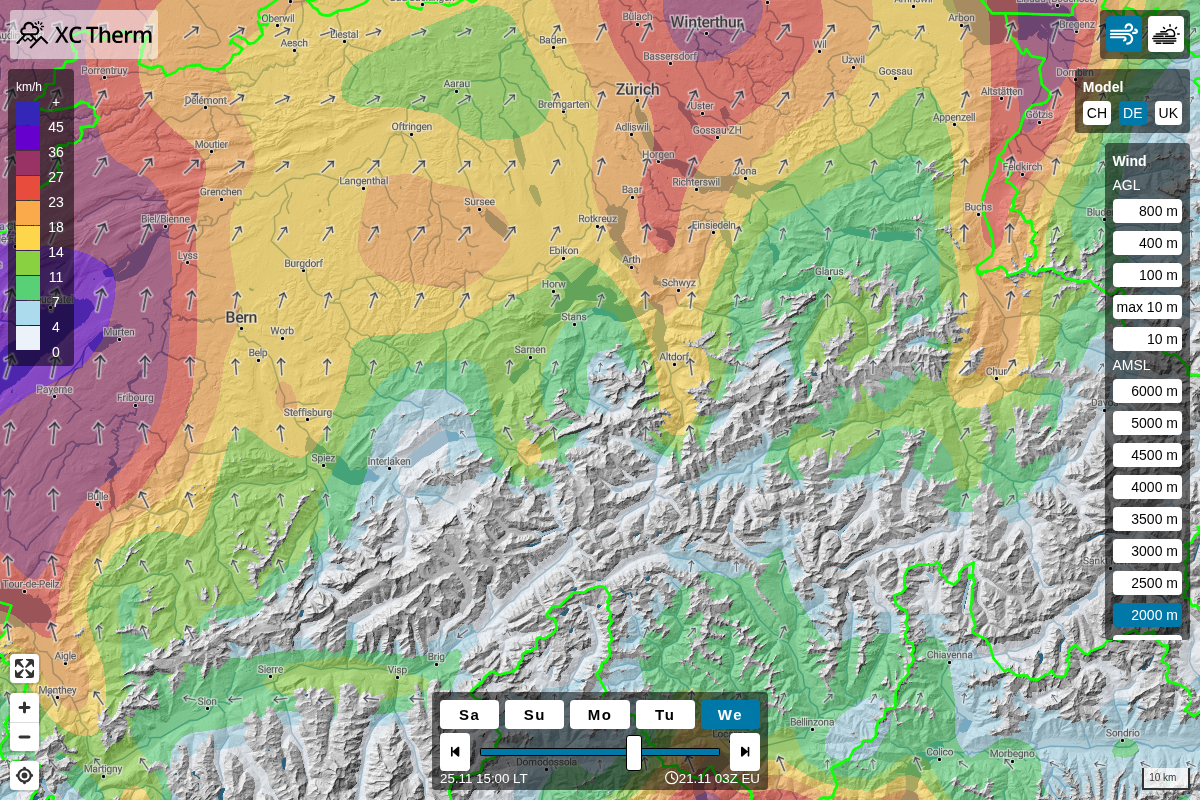 XC Therm
km/h
+
45
36
27
23
18
14
11
7
4
0
Oberwil
Aesch
Liestal
Porrentruy
Delémont
Moutier
Grenchen
Biel/Bienne
Lyss
Burgdorf
Bern
Worb
Belp
Murten
Payerne
Fribourg
Steffisburg
Spiez
Interlaken
Bulle
Tour-de-Peilz
Aigle
Monthey
Martigny
Sierre
Sion
Visp
Brig
Baden
Aarau
Bremgarten
Oftringen
Langenthal
Sursee
Rotkreuz
Ebikon
Horw
Stans
Sarnen
Bülach
Winterthur
Bassersdorf
Zürich
Uster
Adliswil
Gossau ZH
Horgen
Richterswil
Jona
Baar
Einsiedeln
Arth
Schwyz
Altdorf
Glarus
Wil
Uzwil
Gossau
Arbon
Bregenz
Dornbirn
Altstätten
Appenzell
Götzis
Feldkirch
Buchs
Chur
Chiavenna
Bellinzona
Domodossola
Colico
Morbegno
Sondrio
Model
CH
DE
UK
Wind
AGL
800 m
400 m
100 m
max 10 m
10 m
AMSL
6000 m
5000 m
4500 m
4000 m
3500 m
3000 m
2500 m
2000 m
Sa
Su
Mo
Tu
We
25.11 15:00 LT
21.11 03Z EU
10 km